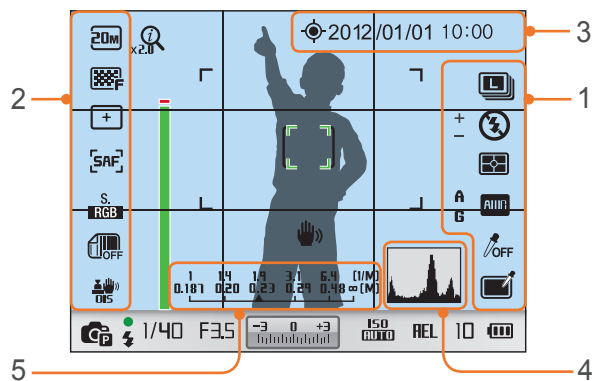 3
2012/01/01 10:00
20M
x2.0
i
2
F
1
L
+
+
−
[SAF]
A
G
AWB
S.
RGB
OFF
OFF
1 1.4 1.9 3.1 6.4 (1/M)
0.187 0.20 0.23 0.29 0.48 ∞ (M)
OIS
P
1/40
F3.5
−3 0 +3
ISO
AUTO
AEL
10
5
4